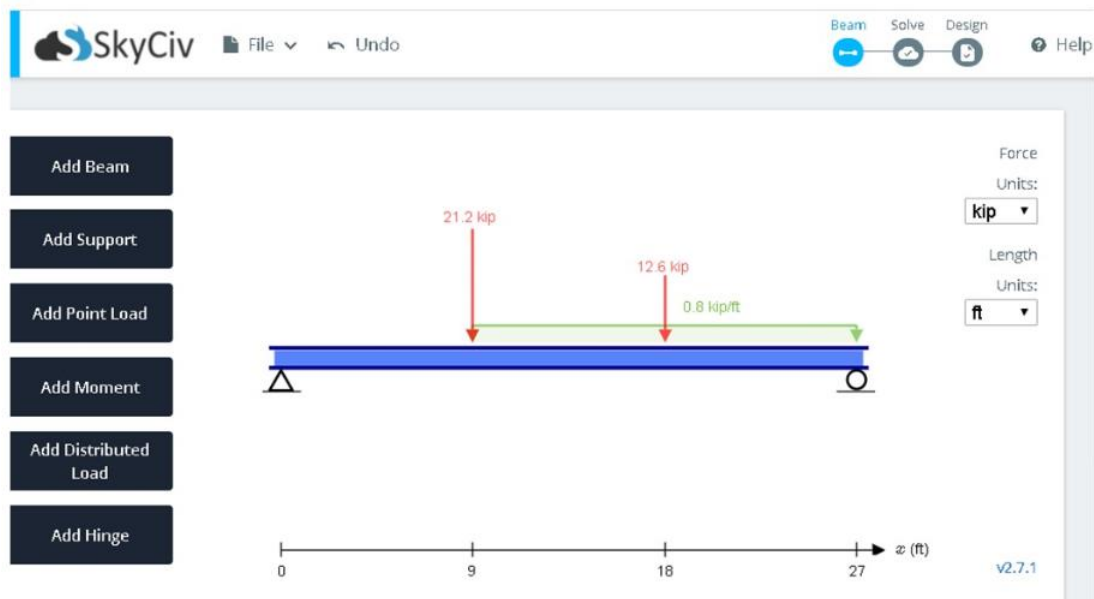 SkyCiv
File
Undo
Beam
Solve
Design
Help
Add Beam
Add Support
Add Point Load
Add Moment
Add Distributed
Load
Add Hinge
21.2 kip
12.6 kip
0.8 kip/ft
Force
Units:
kip
Length
Units:
ft
0
9
18
27
x (ft)
v2.7.1